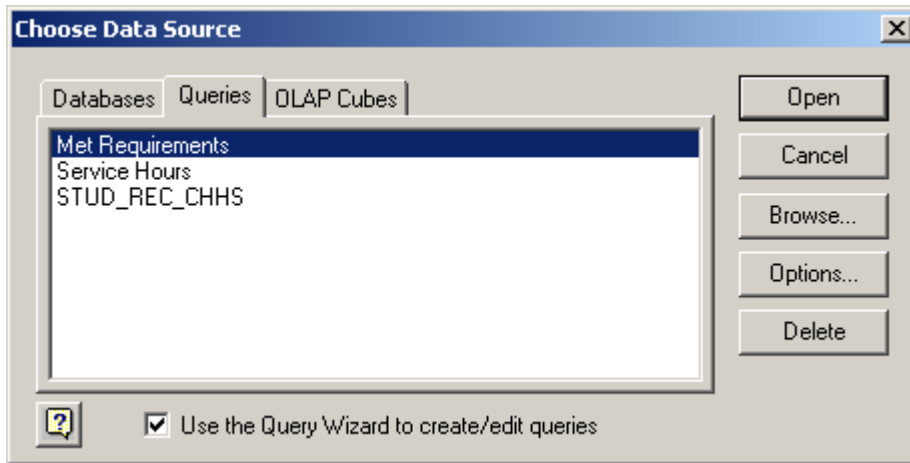 Choose Data Source
Databases Queries OLAP Cubes
Met Requirements
Service Hours
STUD_REC_CHHS
Open
Cancel
Browse...
Options...
Delete
Use the Query Wizard to create/edit queries